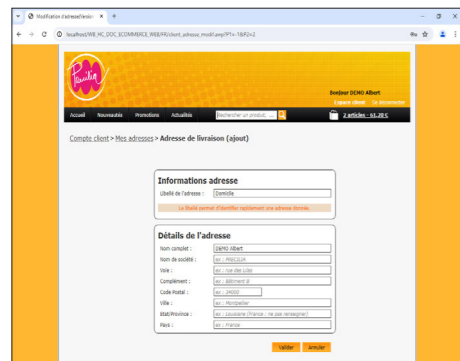 Modification d'adresse/livraison
localhost/WB_HC_DOC_ECOMMERCE_WEB/FR/client_adresse_modif.awp?P1=-1&P2=2
Pacilia
Bonjour DEMO Albert
Espace client Se déconnecter
Accueil Nouveautés Promotions Actualités Rechercher un produit, ... 2 articles - 61,20 €
Compte client > Mes adresses > Adresse de livraison (ajout)
Informations adresse
Libellé de l'adresse : Domicile
Le libellé permet d'identifier rapidement une adresse donnée
Détails de l'adresse
Nom complet : DEMO Albert
Nom de société : ex : PRECILIA
Voie : ex : rue des Lilas
Complément : ex : Bâtiment B
Code Postal : ex : 34000
Ville : ex : Montpellier
Etat/Province : ex : Louisiane (France : ne pas renseigner)
Pays : ex : France
Valider Annuler